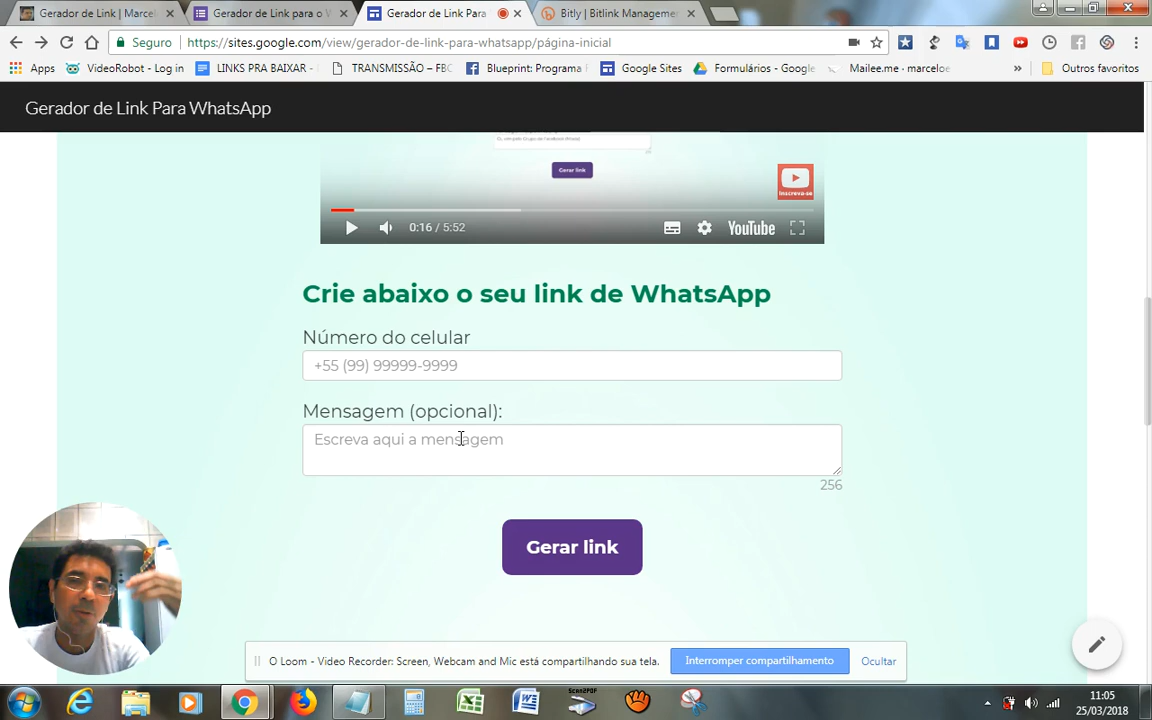 Gerador de Link | Marcel
Gerador de Link para o W
Gerador de Link Para
Bitly | Bitlink Managemen
Seguro
https://sites.google.com/view/gerador-de-link-para-whatsapp/página-inicial
Apps
VideoRobot - Log in
LINKS PRA BAIXAR -
TRANSMISSÃO – FBC
Blueprint: Programa
Google Sites
Formulários - Google
Mailee.me - marceloe
»
Outros favoritos
Gerador de Link Para WhatsApp
Gerar link
Inscreva-se
0:16 / 5:52
YouTube
Crie abaixo o seu link de WhatsApp
Número do celular
+55 (99) 99999-9999
Mensagem (opcional):
Escreva aqui a mensagem
256
Gerar link
O Loom - Video Recorder: Screen, Webcam and Mic está compartilhando sua tela.
Interromper compartilhamento
Ocultar
Scan2PDF
11:05
25/03/2018